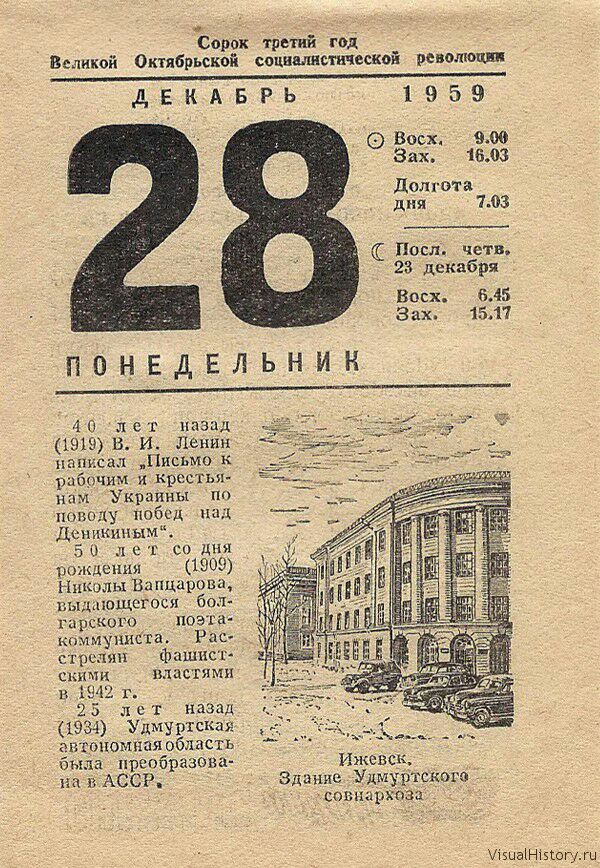 Сорок третий год
Великой Октябрьской социалистической революции
ДЕКАБРЬ 1959
28
Восх. 9.00
Зах. 16.03
Долгота
дня 7.03
Посл. четв.
23 декабря
Восх. 6.45
Зах. 15.17
ПОНЕДЕЛЬНИК
40 лет назад
(1919) В. И. Ленин
написал „Письмо к
рабочим и крестья-
нам Украины по
поводу побед над
Деникиным“.
50 лет со дня
рождения (1909)
Николы Вапцарова,
выдающегося бол-
гарского поэта-
коммуниста. Рас-
стрелян фашист-
скими властями
в 1942 г.
25 лет назад
(1934) Удмуртская
автономная область
была преобразова-
на в АССР.
Ижевск.
Здание Удмуртского
совнархоза
VisualHistory.ru